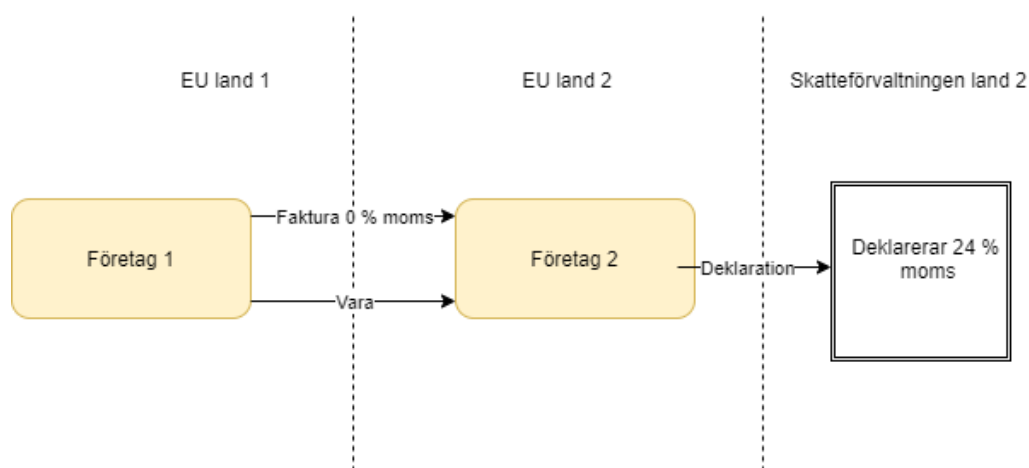 EU land 1
EU land 2
Skatteförvaltningen land 2
Faktura 0 % moms
Företag 1
Företag 2
Deklaration
Deklarerar 24 %
moms
Vara